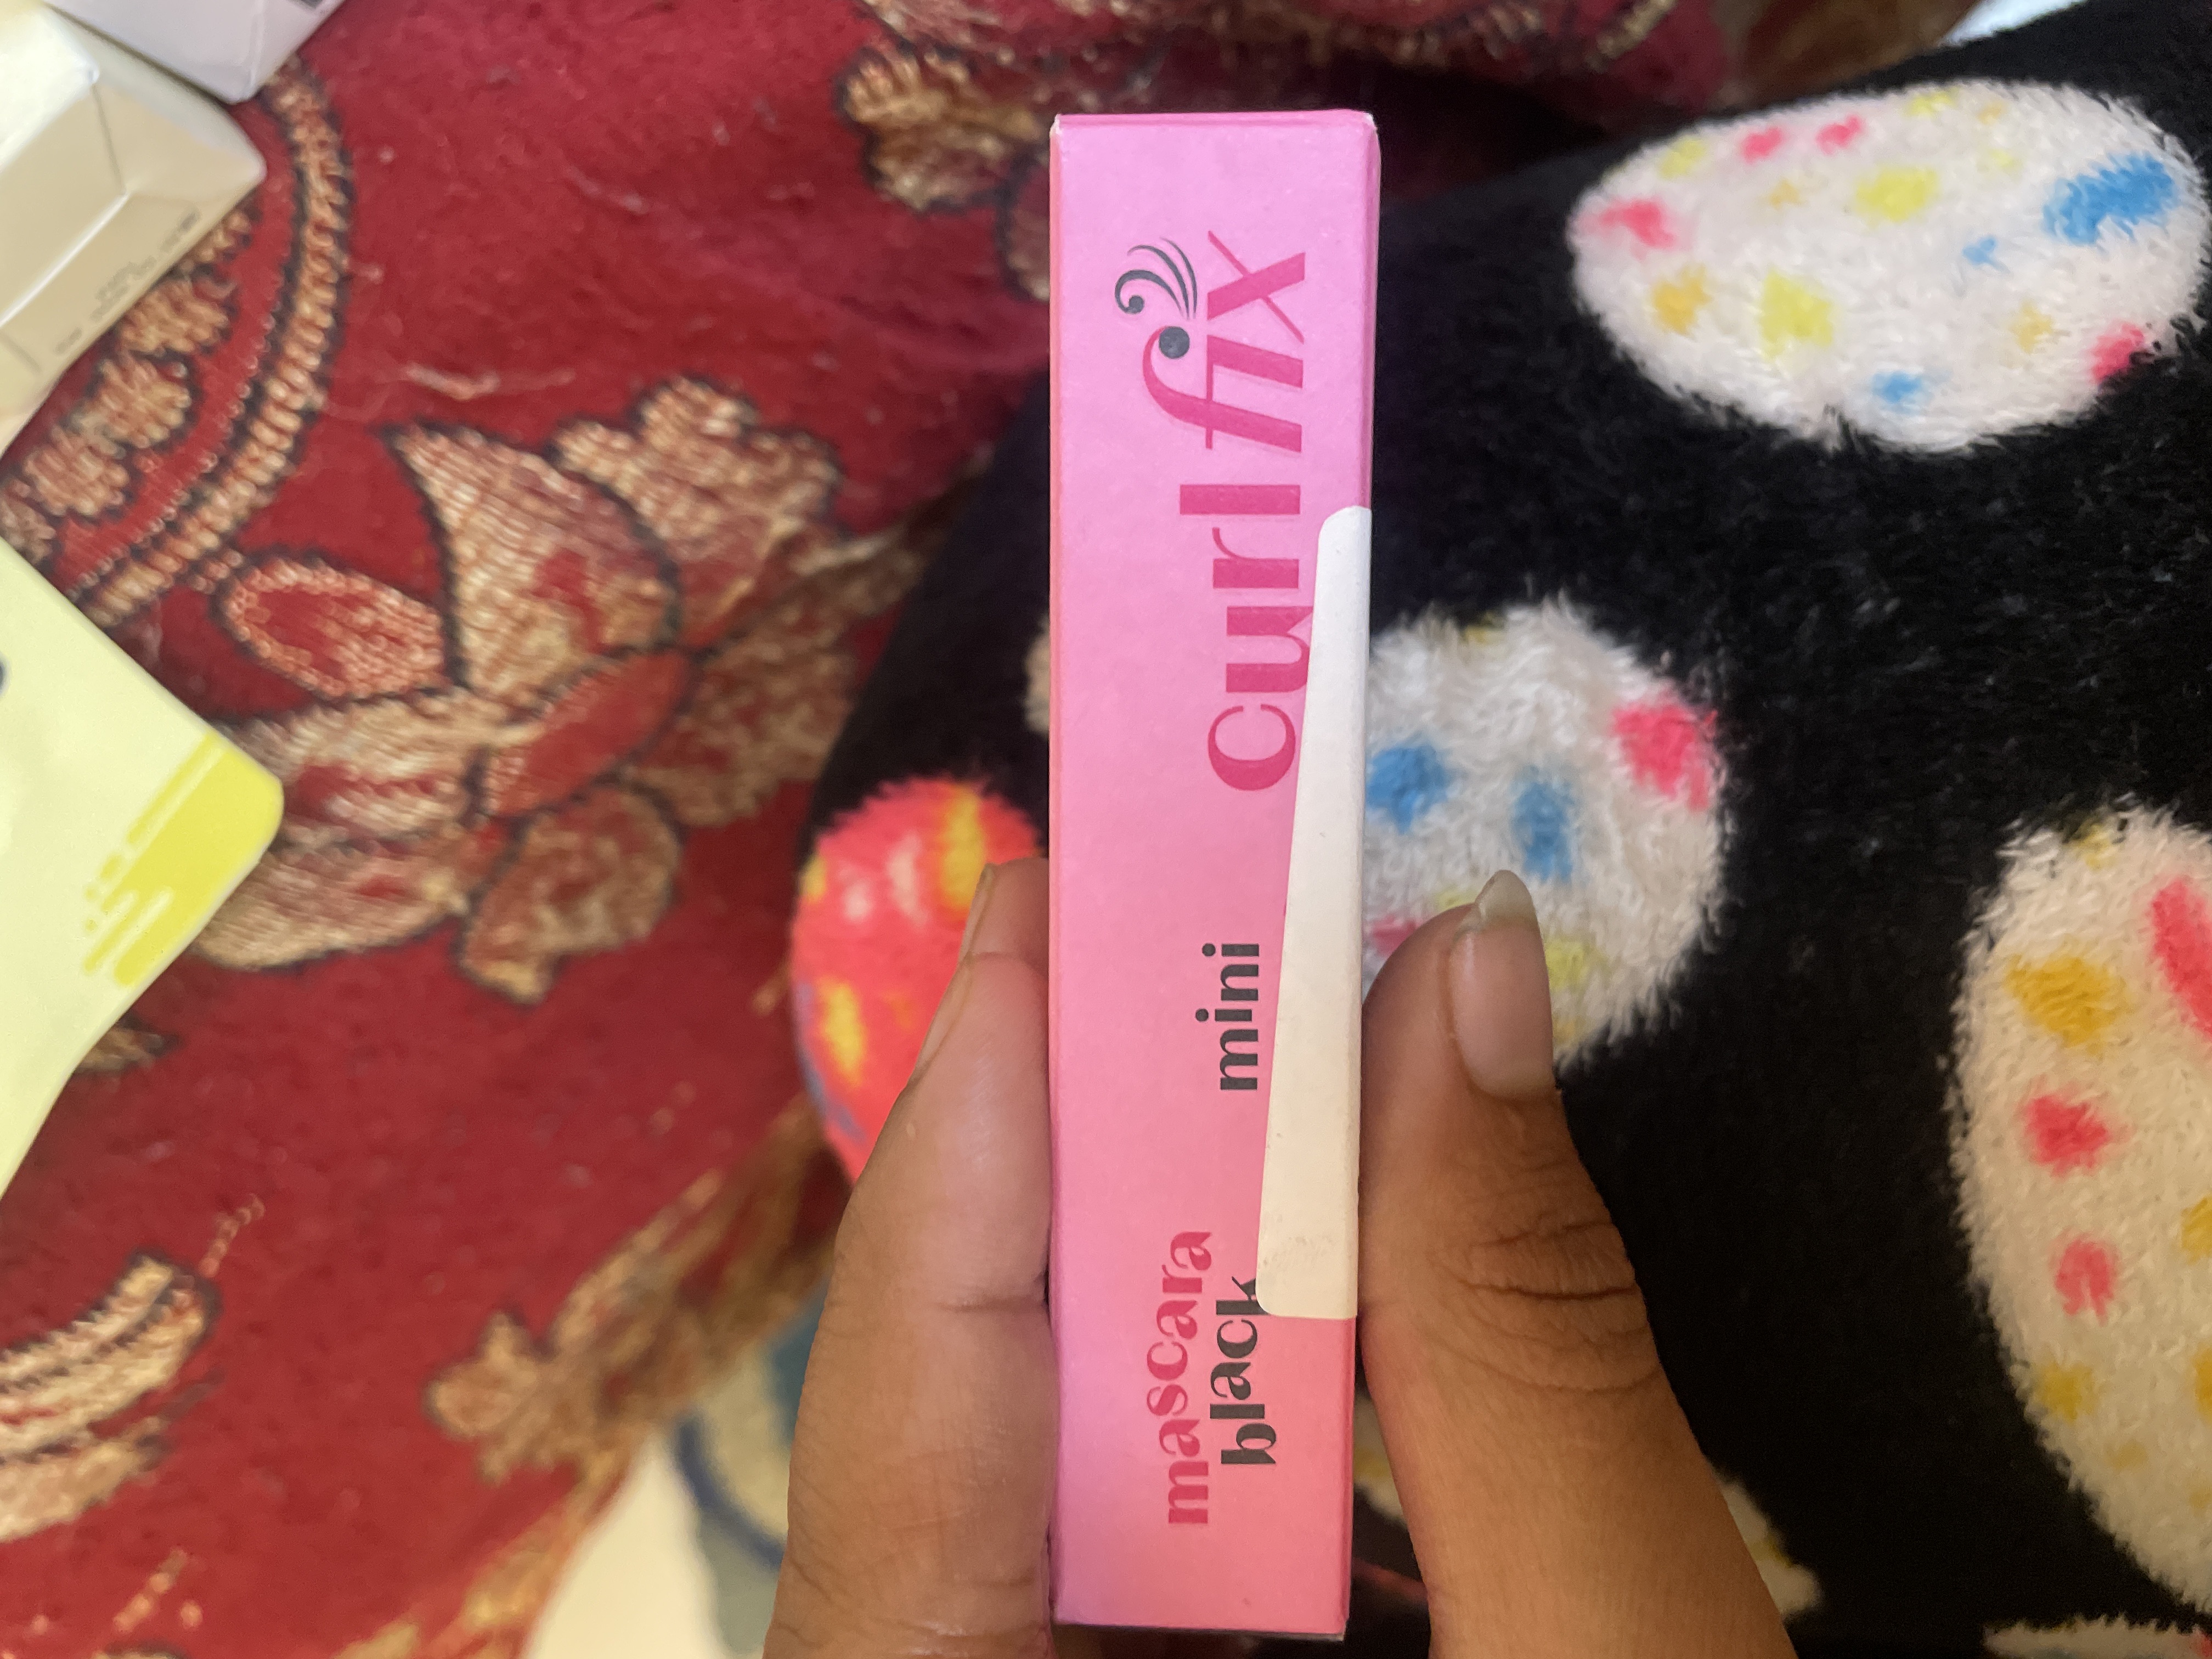 curl fix
mini
mascara
black